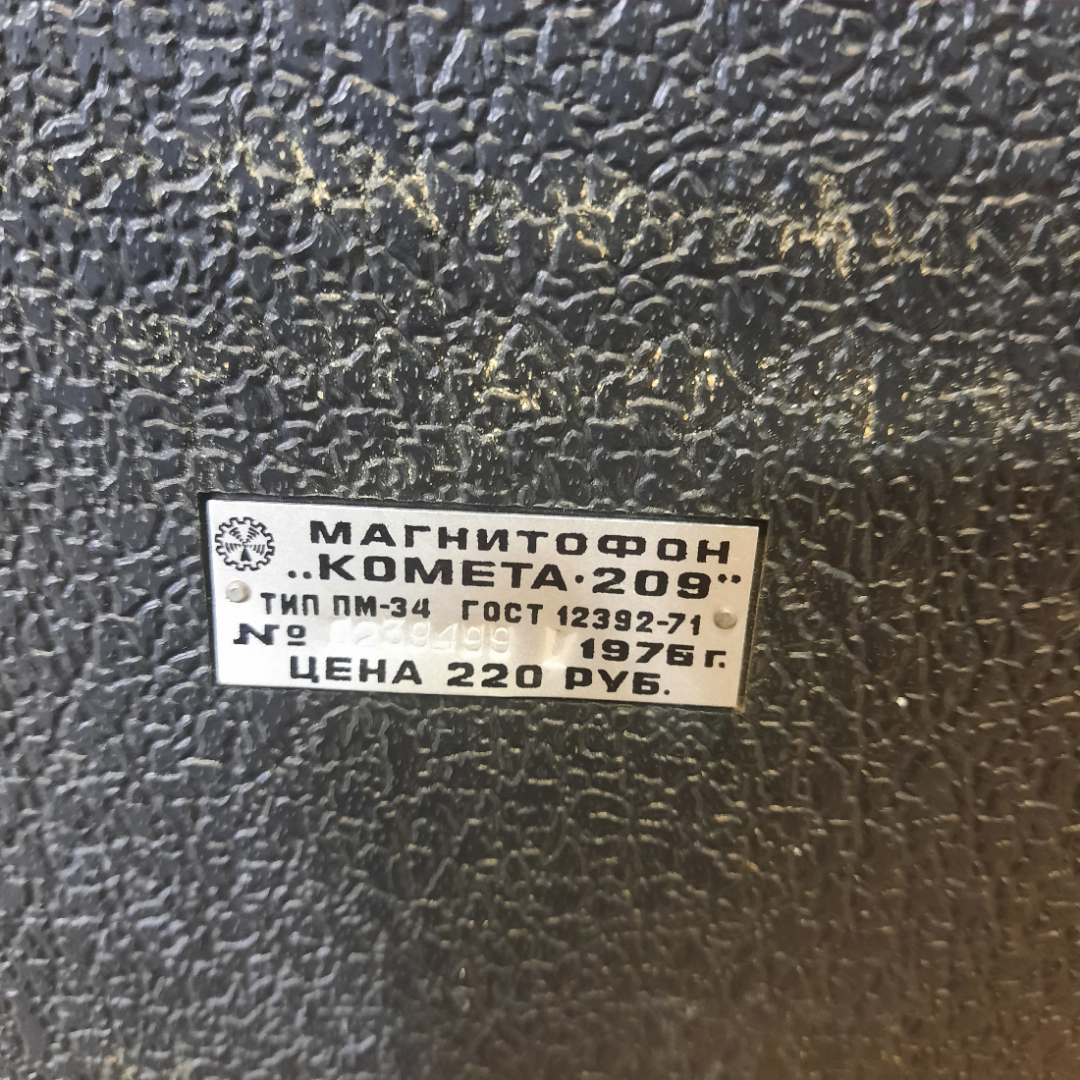 МАГНИТОФОН
„КОМЕТА·209“
ТИП ПМ-34 ГОСТ 12392-71
№ 1976 г.
ЦЕНА 220 РУБ.